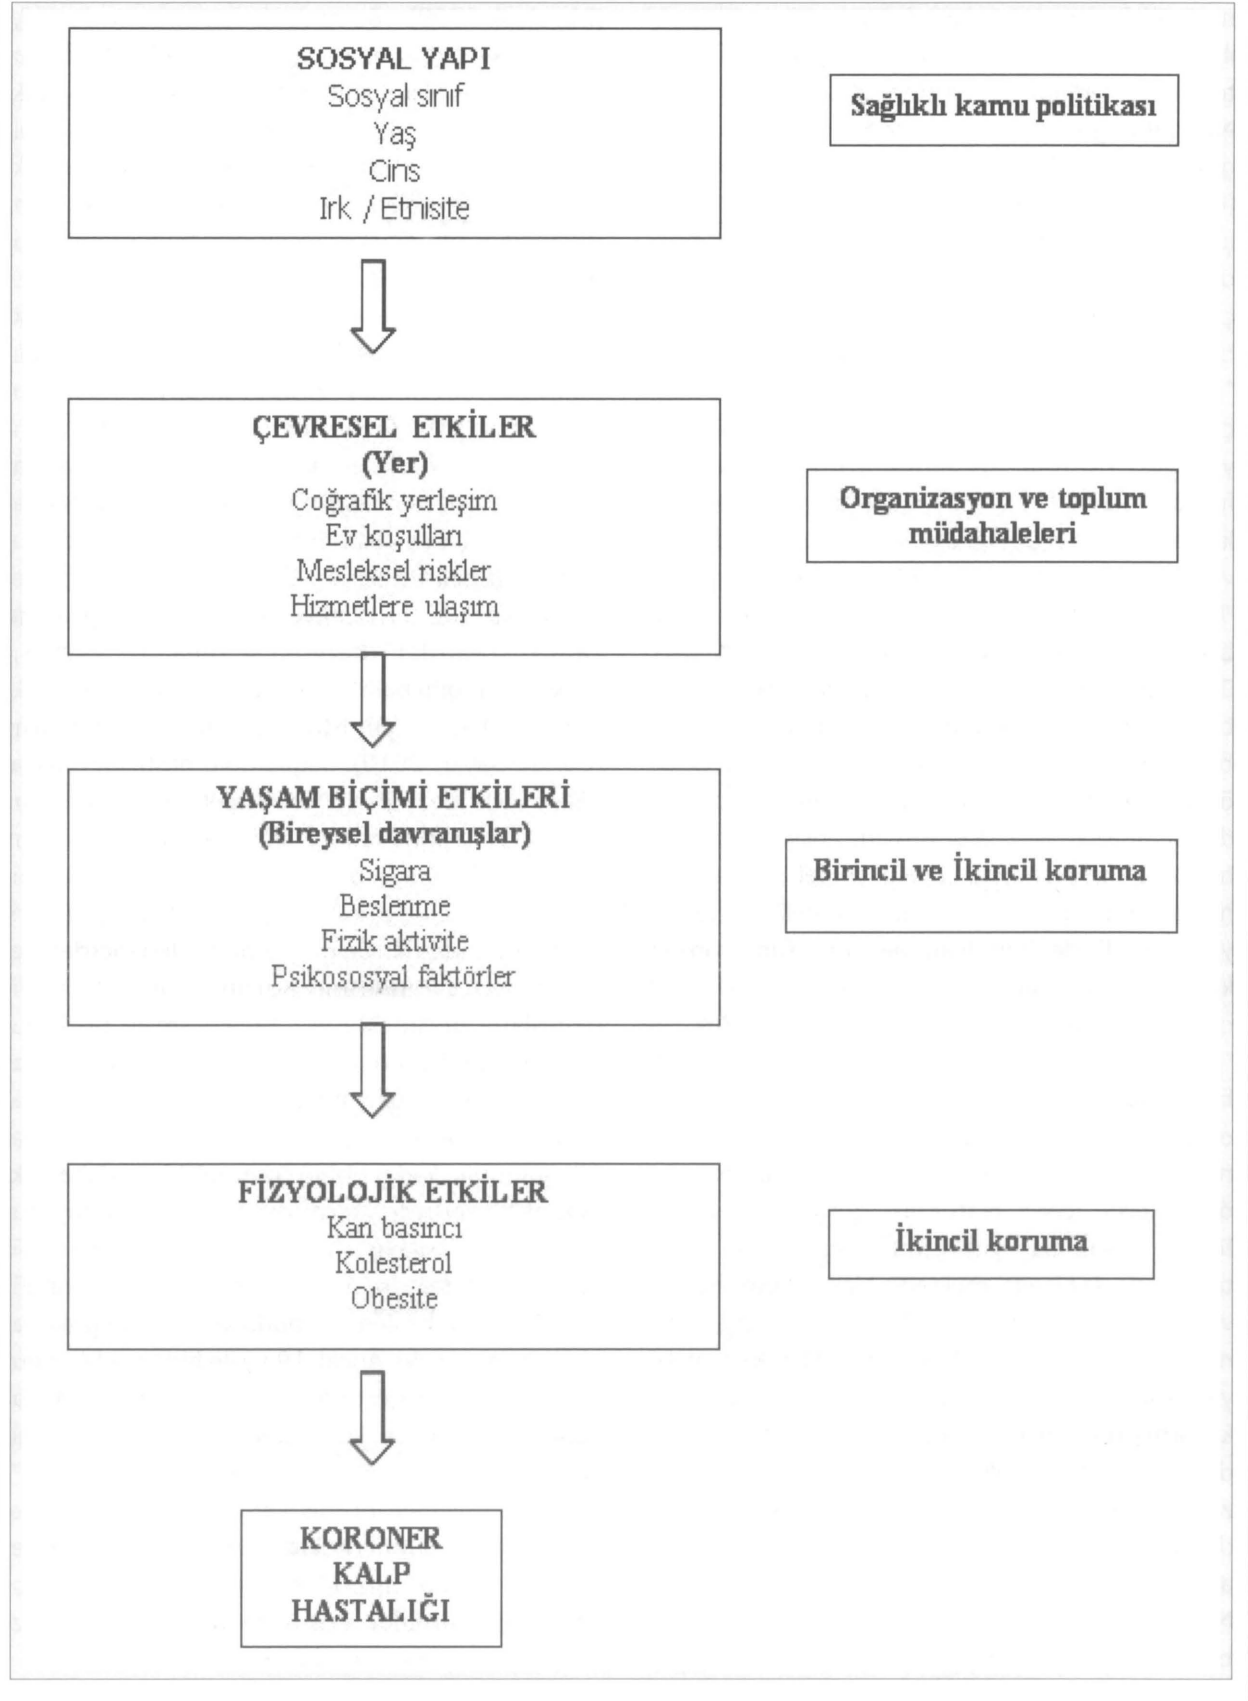 SOSYAL YAPI
Sosyal sınıf
Yaş
Cins
Irk / Etnisite
Sağlıklı kamu politikası
ÇEVRESEL ETKİLER
(Yer)
Coğrafik yerleşim
Ev koşulları
Mesleksel riskler
Hizmetlere ulaşım
Organizasyon ve toplum
müdahaleleri
YAŞAM BİÇİMİ ETKİLERİ
(Bireysel davranışlar)
Sigara
Beslenme
Fizik aktivite
Psikososyal faktörler
Birincil ve İkincil koruma
FİZYOLOJİK ETKİLER
Kan basıncı
Kolesterol
Obesite
İkincil koruma
KORONER
KALP
HASTALIĞI